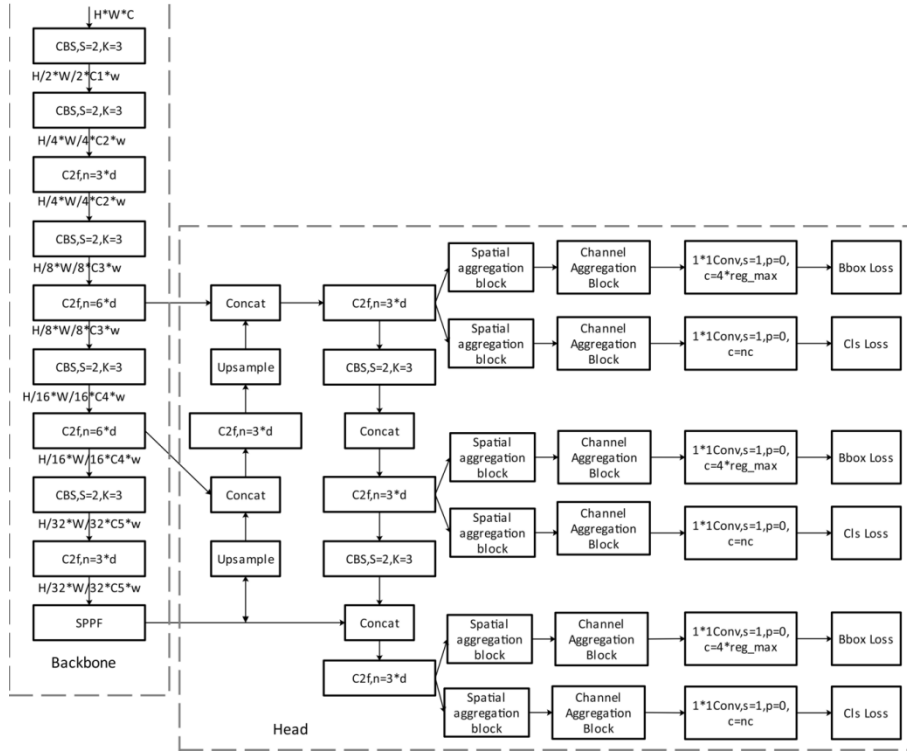 H*W*C
CBS,S=2,K=3
H/2*W/2*C1*w
CBS,S=2,K=3
H/4*W/4*C2*w
C2f,n=3*d
H/4*W/4*C2*w
CBS,S=2,K=3
H/8*W/8*C3*w
C2f,n=6*d
H/8*W/8*C3*w
CBS,S=2,K=3
H/16*W/16*C4*w
C2f,n=6*d
H/16*W/16*C4*w
CBS,S=2,K=3
H/32*W/32*C5*w
C2f,n=3*d
H/32*W/32*C5*w
SPPF
Backbone
Concat
Upsample
C2f,n=3*d
Concat
Upsample
C2f,n=3*d
CBS,S=2,K=3
Concat
C2f,n=3*d
CBS,S=2,K=3
Concat
C2f,n=3*d
Spatial
aggregation
block
Channel
Aggregation
Block
1*1Conv,s=1,p=0,
c=4*reg_max
Bbox Loss
Spatial
aggregation
block
Channel
Aggregation
Block
1*1Conv,s=1,p=0,
c=nc
Cls Loss
Spatial
aggregation
block
Channel
Aggregation
Block
1*1Conv,s=1,p=0,
c=4*reg_max
Bbox Loss
Spatial
aggregation
block
Channel
Aggregation
Block
1*1Conv,s=1,p=0,
c=nc
Cls Loss
Spatial
aggregation
block
Channel
Aggregation
Block
1*1Conv,s=1,p=0,
c=4*reg_max
Bbox Loss
Spatial
aggregation
block
Channel
Aggregation
Block
1*1Conv,s=1,p=0,
c=nc
Cls Loss
Head